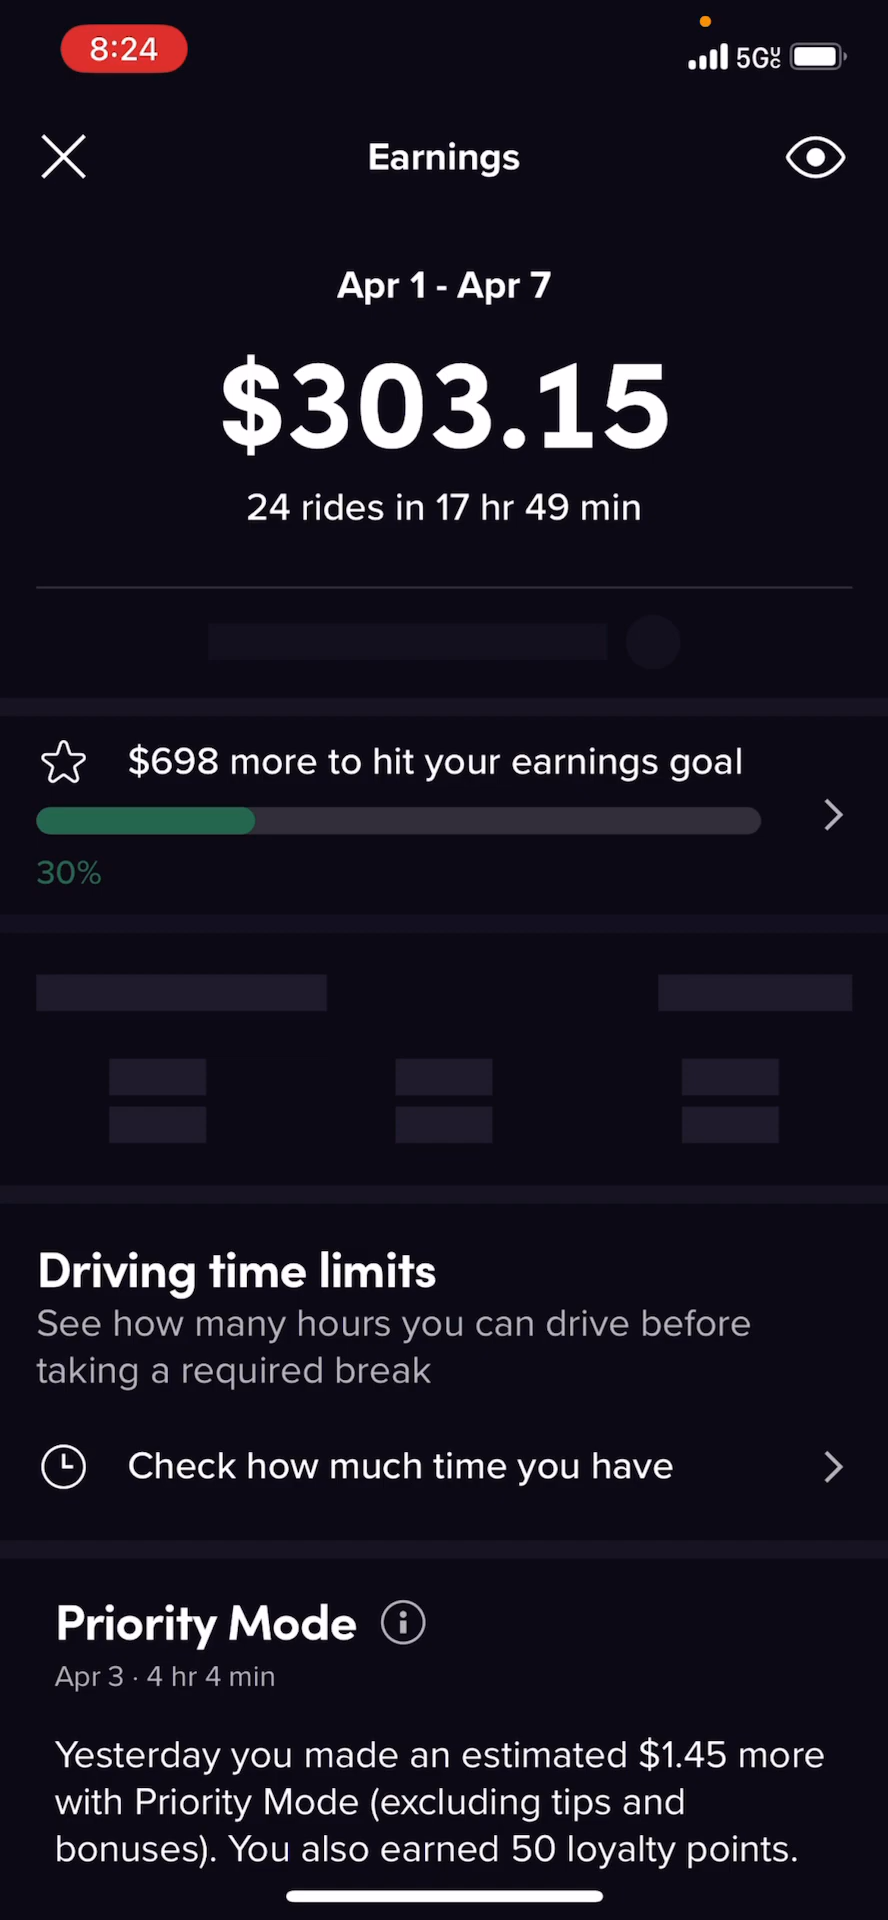 8:24
5GUC
Earnings
Apr 1 - Apr 7
$303.15
24 rides in 17 hr 49 min
$698 more to hit your earnings goal
30%
Driving time limits
See how many hours you can drive before
taking a required break
Check how much time you have
Priority Mode
Apr 3 · 4 hr 4 min
Yesterday you made an estimated $1.45 more
with Priority Mode (excluding tips and
bonuses). You also earned 50 loyalty points.